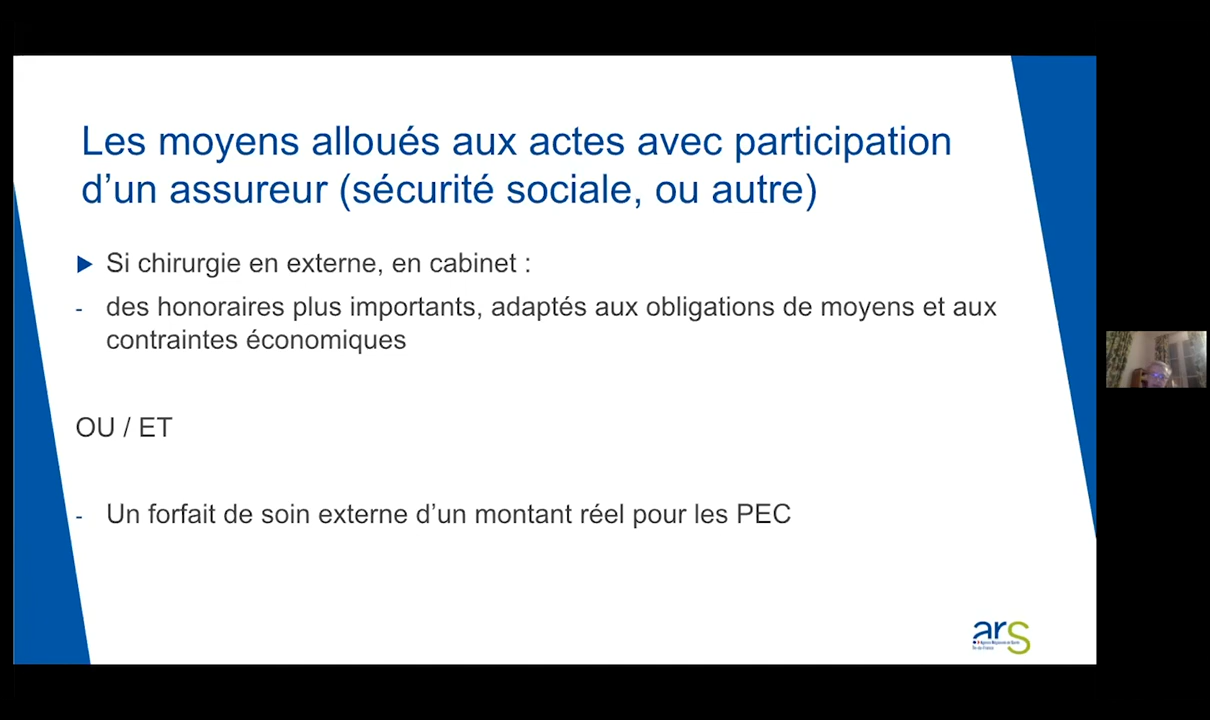 Les moyens alloués aux actes avec participation
d’un assureur (sécurité sociale, ou autre)
Si chirurgie en externe, en cabinet :
- des honoraires plus importants, adaptés aux obligations de moyens et aux
contraintes économiques
OU / ET
- Un forfait de soin externe d’un montant réel pour les PEC
ars